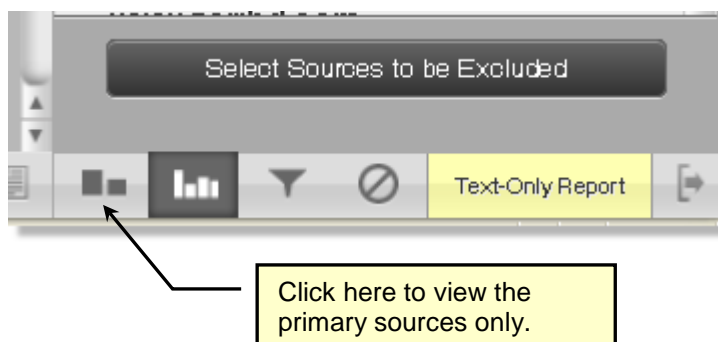 Select Sources to be Excluded
Text-Only Report
Click here to view the
primary sources only.